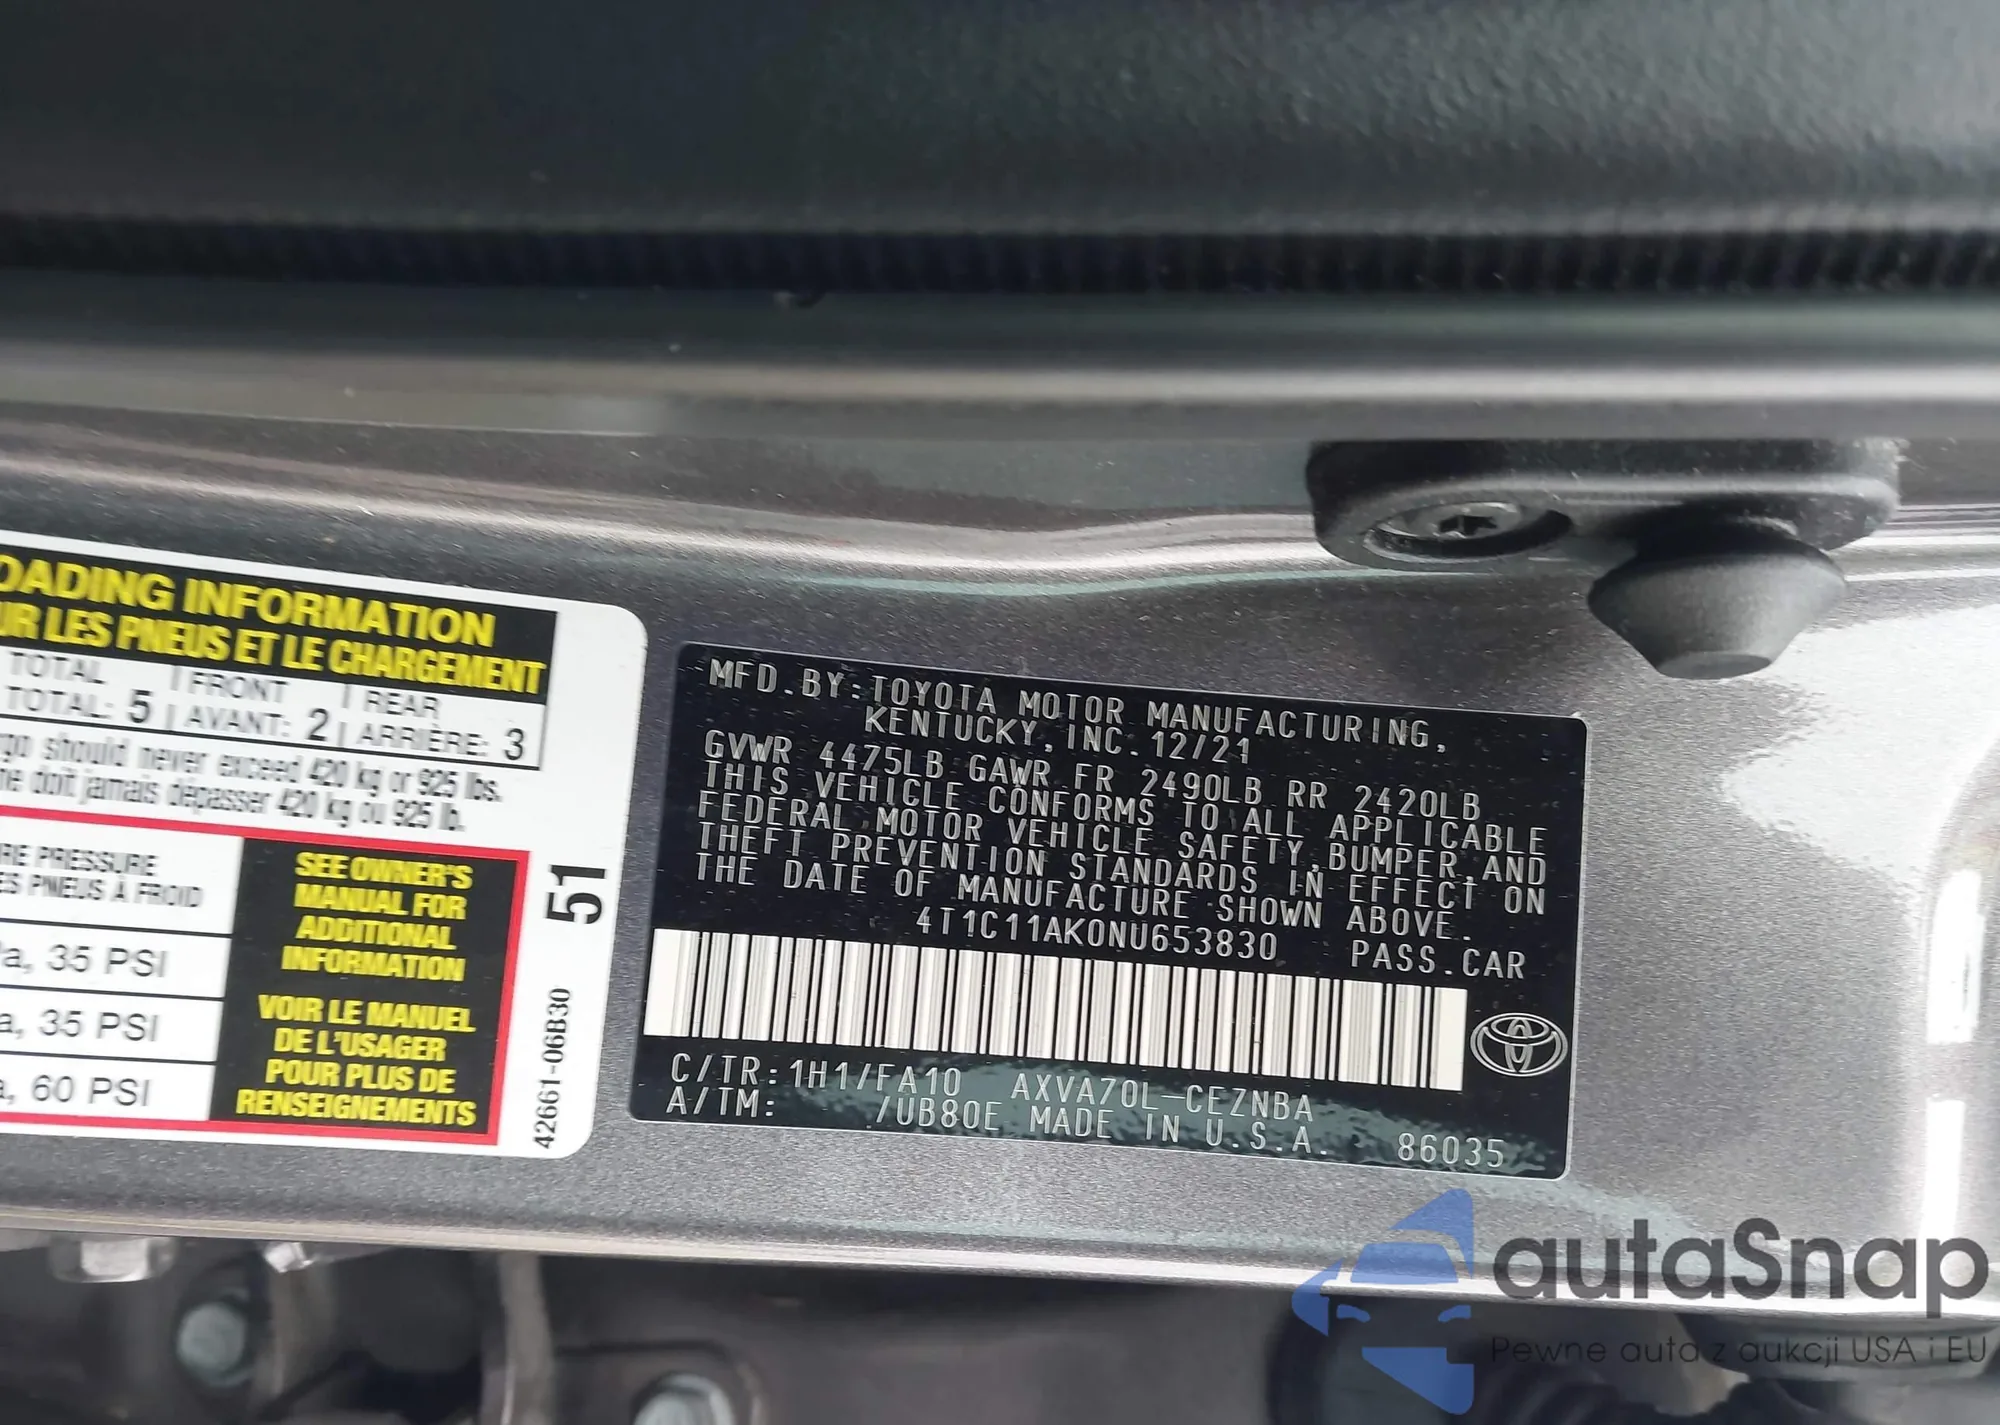 OADING INFORMATION
UR LES PNEUS ET LE CHARGEMENT
TOTAL FRONT REAR
TOTAL: 5 AVANT: 2 ARRIÈRE: 3
rgo should never exceed 420 kg or 925 lbs.
ne doit jamais dépasser 420 kg ou 925 lb.
RE PRESSURE
ES PNEUS À FROID
a, 35 PSI
a, 35 PSI
a, 60 PSI
SEE OWNER'S
MANUAL FOR
ADDITIONAL
INFORMATION
VOIR LE MANUEL
DE L'USAGER
POUR PLUS DE
RENSEIGNEMENTS
51
42661-06B30
MFD.BY:TOYOTA MOTOR MANUFACTURING,
KENTUCKY,INC.12/21
GVWR 4475LB GAWR FR 2490LB RR 2420LB
THIS VEHICLE CONFORMS TO ALL APPLICABLE
FEDERAL MOTOR VEHICLE SAFETY,BUMPER,AND
THEFT PREVENTION STANDARDS IN EFFECT ON
THE DATE OF MANUFACTURE SHOWN ABOVE.
4T1C11AK0NU653830 PASS.CAR
C/TR:1H1/FA10 AXVA70L-CEZNBA
A/TM: /UB80E MADE IN U.S.A. 86035
autaSnap
Pewne auta z aukcji USA i EU